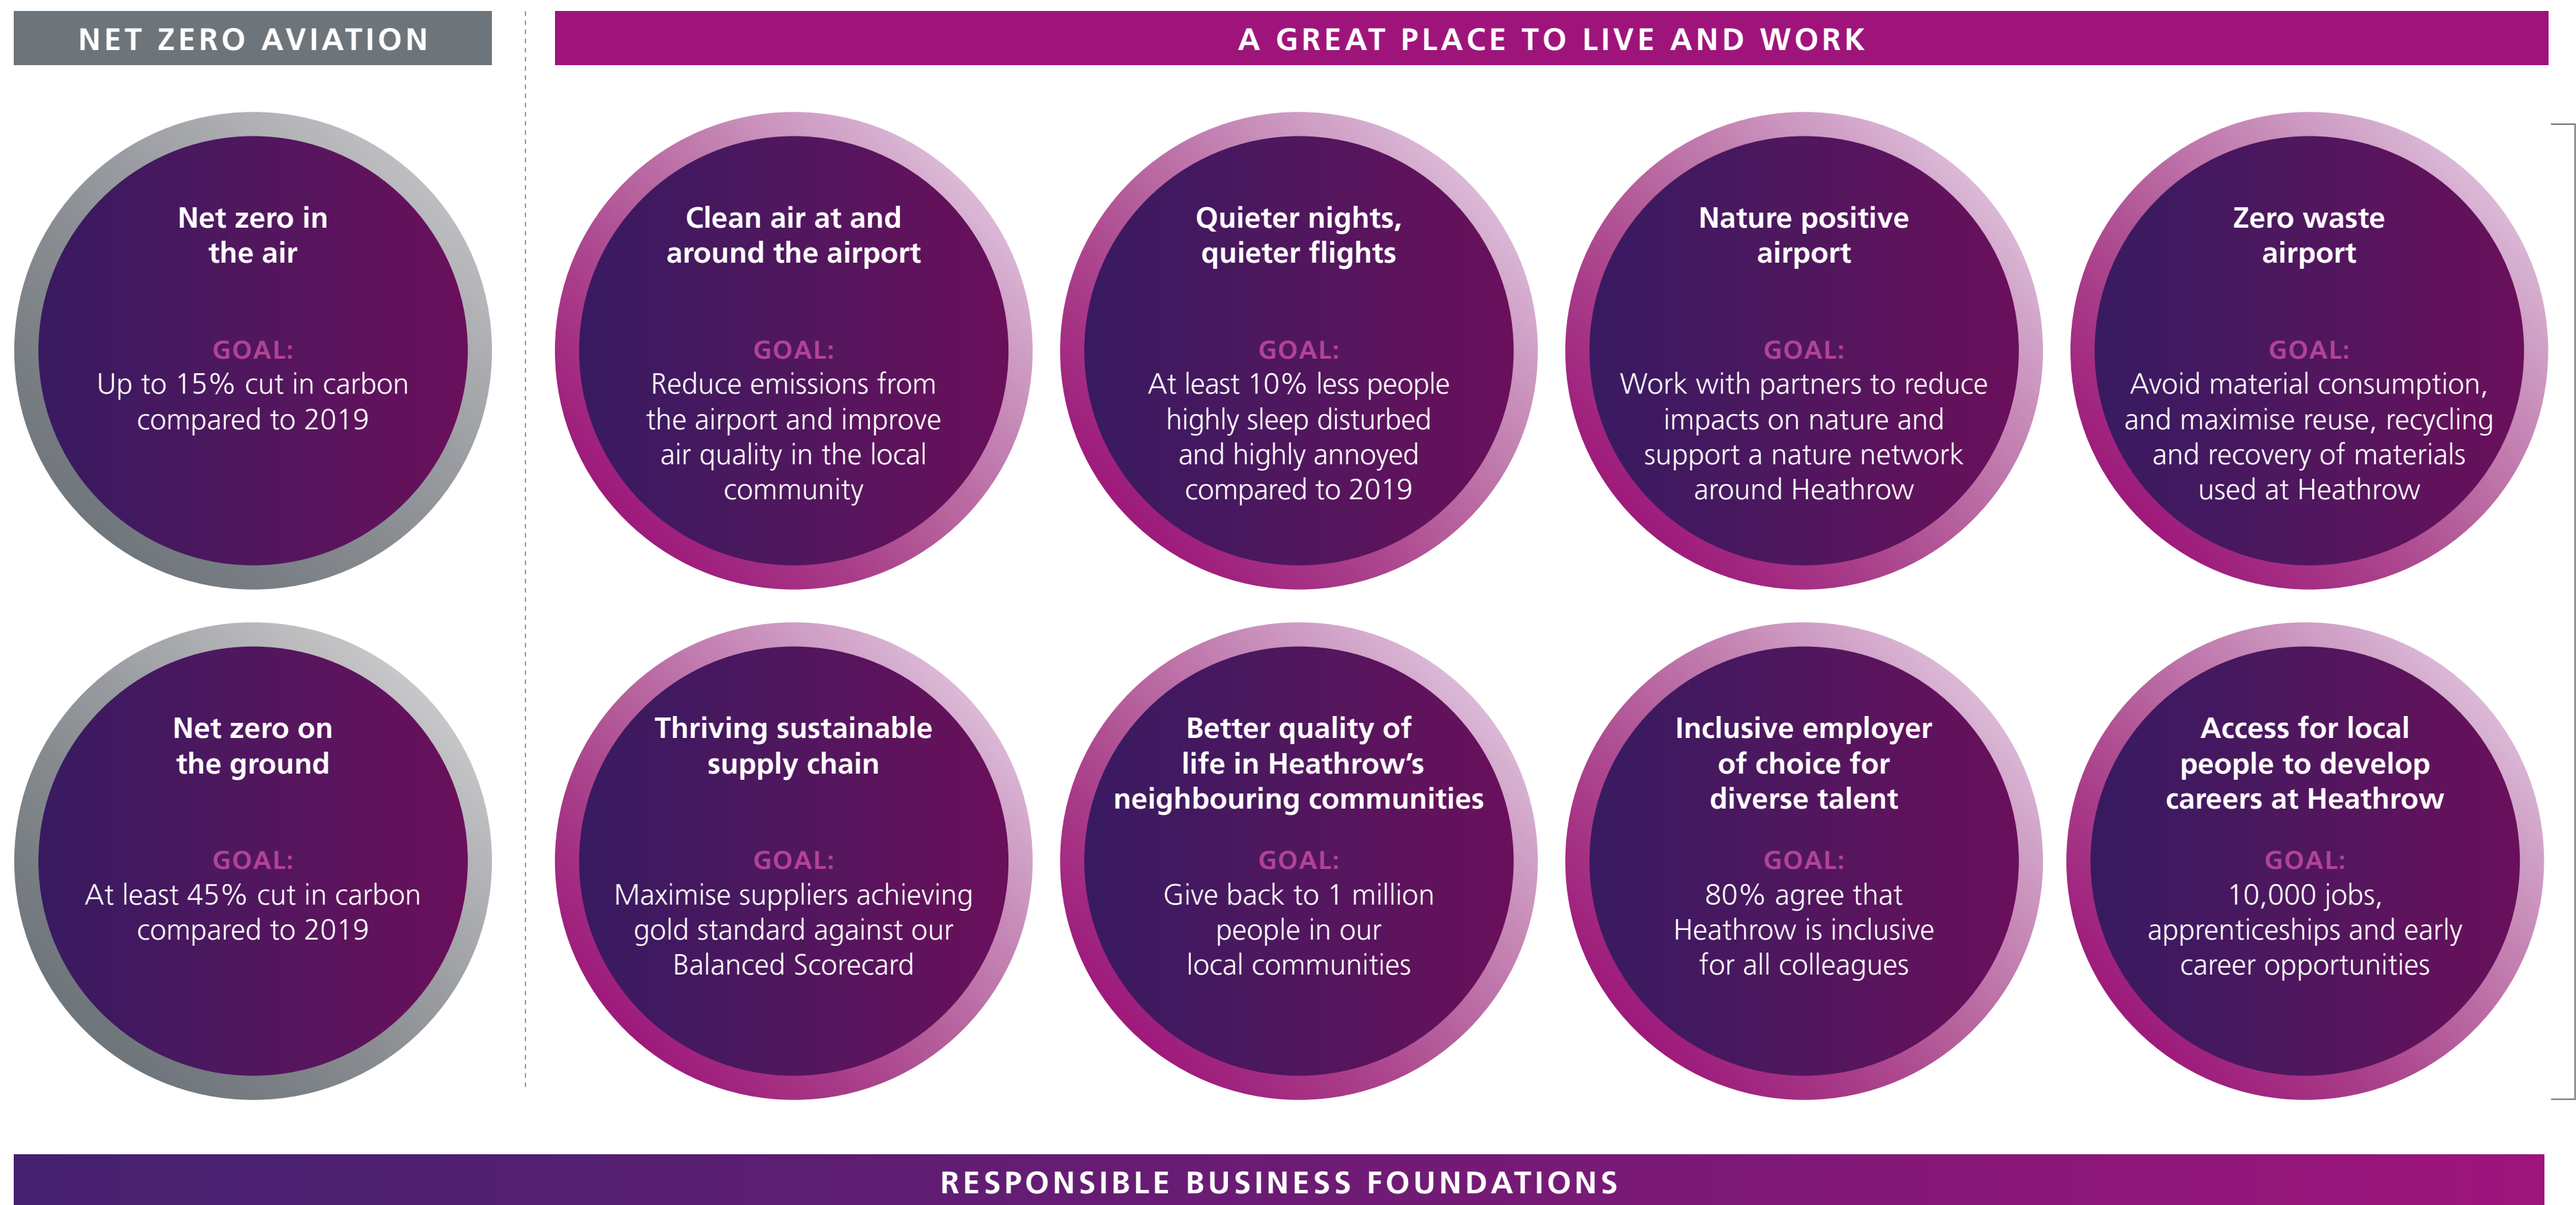 NET ZERO AVIATION
A GREAT PLACE TO LIVE AND WORK
Net zero in
the air
GOAL:
Up to 15% cut in carbon
compared to 2019
Clean air at and
around the airport
GOAL:
Reduce emissions from
the airport and improve
air quality in the local
community
Quieter nights,
quieter flights
GOAL:
At least 10% less people
highly sleep disturbed
and highly annoyed
compared to 2019
Nature positive
airport
GOAL:
Work with partners to reduce
impacts on nature and
support a nature network
around Heathrow
Zero waste
airport
GOAL:
Avoid material consumption,
and maximise reuse, recycling
and recovery of materials
used at Heathrow
Net zero on
the ground
GOAL:
At least 45% cut in carbon
compared to 2019
Thriving sustainable
supply chain
GOAL:
Maximise suppliers achieving
gold standard against our
Balanced Scorecard
Better quality of
life in Heathrow’s
neighbouring communities
GOAL:
Give back to 1 million
people in our
local communities
Inclusive employer
of choice for
diverse talent
GOAL:
80% agree that
Heathrow is inclusive
for all colleagues
Access for local
people to develop
careers at Heathrow
GOAL:
10,000 jobs,
apprenticeships and early
career opportunities
RESPONSIBLE BUSINESS FOUNDATIONS